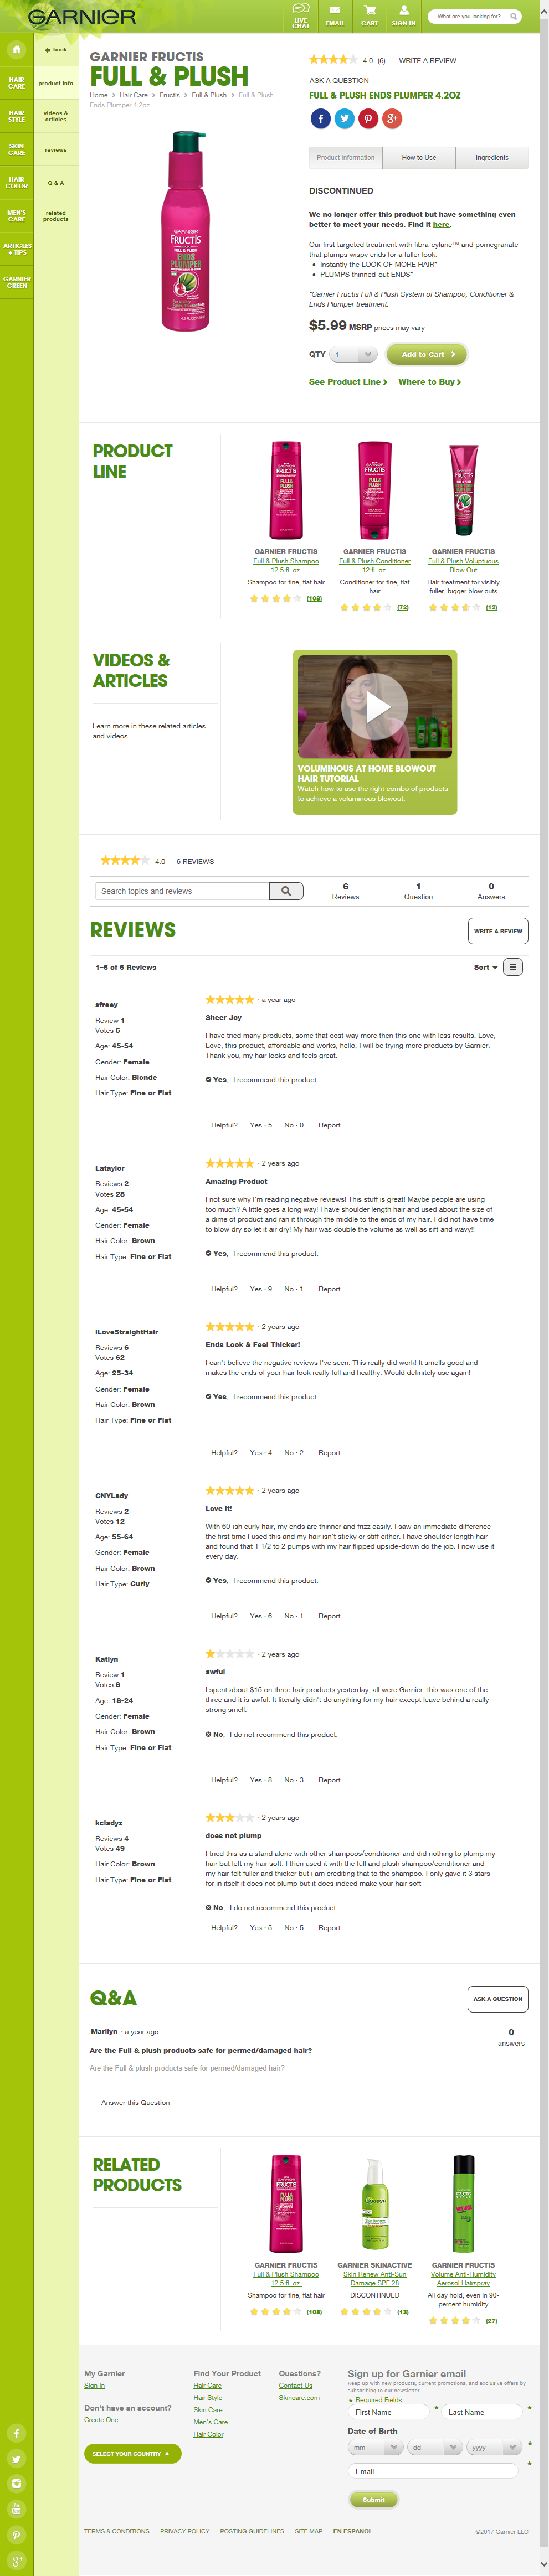 GARNIER
LIVE CHAT
EMAIL
CART
SIGN IN
What are you looking for?
back
HAIR CARE
HAIR STYLE
SKIN CARE
HAIR COLOR
MEN'S CARE
ARTICLES + TIPS
GARNIER GREEN
product info
videos & articles
reviews
Q & A
related products
GARNIER FRUCTIS
FULL & PLUSH
Home > Hair Care > Fructis > Full & Plush > Full & Plush
Ends Plumper 4.2oz
4.0 (6) WRITE A REVIEW
ASK A QUESTION
FULL & PLUSH ENDS PLUMPER 4.2OZ
Product Information
How to Use
Ingredients
DISCONTINUED
We no longer offer this product but have something even
better to meet your needs. Find it here.
Our first targeted treatment with fibra-cylane™ and pomegranate
that plumps wispy ends for a fuller look.
• Instantly the LOOK OF MORE HAIR*
• PLUMPS thinned-out ENDS*
*Garnier Fructis Full & Plush System of Shampoo, Conditioner &
Ends Plumper treatment.
$5.99 MSRP prices may vary
QTY 1 Add to Cart
See Product Line Where to Buy
GARNIER
FRUCTIS
FULL & PLUSH
ENDS
PLUMPER
PRODUCT
LINE
GARNIER FRUCTIS
Full & Plush Shampoo
12.5 fl. oz.
Shampoo for fine, flat hair
(108)
GARNIER FRUCTIS
Full & Plush Conditioner
12 fl. oz.
Conditioner for fine, flat
hair
(72)
GARNIER FRUCTIS
Full & Plush Voluptuous
Blow Out
Hair treatment for visibly
fuller, bigger blow outs
(12)
VIDEOS &
ARTICLES
Learn more in these related articles
and videos.
VOLUMINOUS AT HOME BLOWOUT
HAIR TUTORIAL
Watch how to use the right combo of products
to achieve a voluminous blowout.
4.0 6 REVIEWS
Search topics and reviews
6
Reviews
1
Question
0
Answers
REVIEWS
WRITE A REVIEW
1–6 of 6 Reviews
Sort
sfreey
Review 1
Votes 5
Age: 45-54
Gender: Female
Hair Color: Blonde
Hair Type: Fine or Flat
· a year ago
Sheer Joy
I have tried many products, some that cost way more then this one with less results. Love,
Love, this product, affordable and works, hello, I will be trying more products by Garnier.
Thank you, my hair looks and feels great.
Yes, I recommend this product.
Helpful? Yes · 5 No · 0 Report
Lataylor
Reviews 2
Votes 28
Age: 45-54
Gender: Female
Hair Color: Brown
Hair Type: Fine or Flat
· 2 years ago
Amazing Product
I not sure why I'm reading negative reviews! This stuff is great! Maybe people are using
too much? A little goes a long way! I have shoulder length hair and used about the size of
a dime of product and ran it through the middle to the ends of my hair. I did not have time
to blow dry so let it air dry! My hair was double the volume as well as sift and wavy!!
Yes, I recommend this product.
Helpful? Yes · 9 No · 1 Report
iLoveStraightHair
Reviews 6
Votes 62
Age: 25-34
Gender: Female
Hair Color: Brown
Hair Type: Fine or Flat
· 2 years ago
Ends Look & Feel Thicker!
I can't believe the negative reviews I've seen. This really did work! It smells good and
makes the ends of your hair look really full and healthy. Would definitely use again!
Yes, I recommend this product.
Helpful? Yes · 4 No · 2 Report
CNYLady
Reviews 2
Votes 12
Age: 55-64
Gender: Female
Hair Color: Brown
Hair Type: Curly
· 2 years ago
Love It!
With 60-ish curly hair, my ends are thinner and frizz easily. I saw an immediate difference
the first time I used this and my hair isn't sticky or stiff either. I have shoulder length hair
and found that 1 1/2 to 2 pumps with my hair flipped upside-down do the job. I now use it
every day.
Yes, I recommend this product.
Helpful? Yes · 6 No · 1 Report
Katlyn
Review 1
Votes 8
Age: 18-24
Gender: Female
Hair Color: Brown
Hair Type: Fine or Flat
· 2 years ago
awful
I spent about $15 on three hair products yesterday, all were Garnier, this was one of the
three and it is awful. It literally didn't do anything for my hair except leave behind a really
strong smell.
No, I do not recommend this product.
Helpful? Yes · 8 No · 3 Report
kcladyz
Reviews 4
Votes 49
Hair Color: Brown
Hair Type: Fine or Flat
· 2 years ago
does not plump
I tried this as a stand alone with other shampoos/conditioner and did nothing to plump my
hair but left my hair soft. I then used it with the full and plush shampoo/conditioner and
my hair felt fuller and thicker but i am crediting that to the shampoo. I only gave it 3 stars
for in itself it does not plump but it does indeed make your hair soft
No, I do not recommend this product.
Helpful? Yes · 5 No · 5 Report
Q&A
ASK A QUESTION
Marilyn · a year ago
0
answers
Are the Full & plush products safe for permed/damaged hair?
Are the Full & plush products safe for permed/damaged hair?
Answer this Question
RELATED
PRODUCTS
GARNIER FRUCTIS
Full & Plush Shampoo
12.5 fl. oz.
Shampoo for fine, flat hair
(108)
GARNIER SKINACTIVE
Skin Renew Anti-Sun
Damage SPF 28
DISCONTINUED
(13)
GARNIER FRUCTIS
Volume Anti-Humidity
Aerosol Hairspray
All day hold, even in 90-
percent humidity
(27)
My Garnier
Sign In
Don't have an account?
Create One
SELECT YOUR COUNTRY
Find Your Product
Hair Care
Hair Style
Skin Care
Men's Care
Hair Color
Questions?
Contact Us
Skincare.com
Sign up for Garnier email
Keep up with new products, current promotions, and exclusive offers by
subscribing to our newsletter.
* Required Fields
First Name * Last Name *
Date of Birth
mm dd yyyy *
Email *
Submit
TERMS & CONDITIONS PRIVACY POLICY POSTING GUIDELINES SITE MAP EN ESPANOL
©2017 Garnier LLC